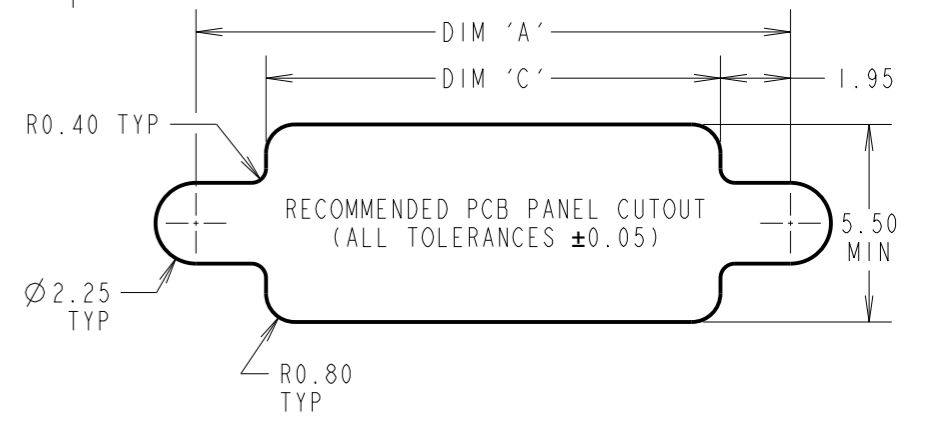 DIM 'A'
DIM 'C'
1.95
R0.40 TYP
RECOMMENDED PCB PANEL CUTOUT
(ALL TOLERANCES ±0.05)
5.50
MIN
Ø2.25
TYP
R0.80
TYP